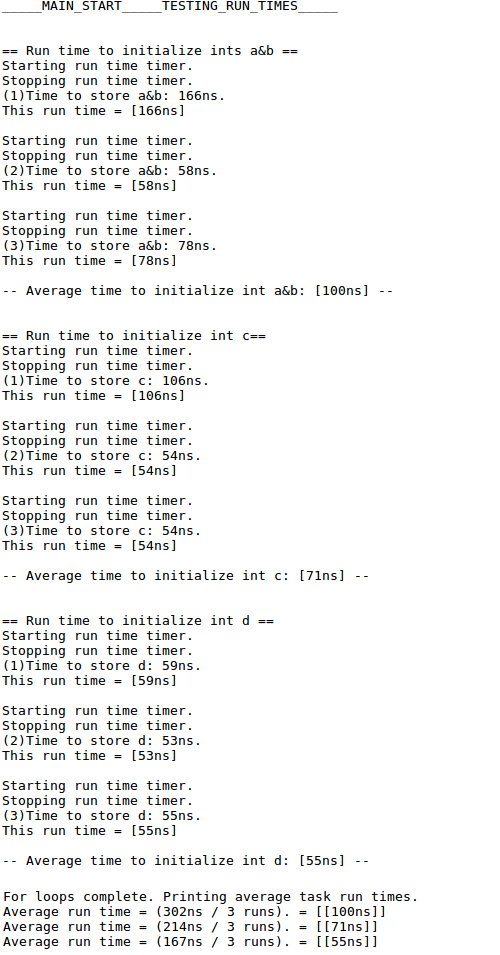 _____MAIN_START_____TESTING_RUN_TIMES_____
== Run time to initialize ints a&b ==
Starting run time timer.
Stopping run time timer.
(1)Time to store a&b: 166ns.
This run time = [166ns]
Starting run time timer.
Stopping run time timer.
(2)Time to store a&b: 58ns.
This run time = [58ns]
Starting run time timer.
Stopping run time timer.
(3)Time to store a&b: 78ns.
This run time = [78ns]
-- Average time to initialize int a&b: [100ns] --
== Run time to initialize int c==
Starting run time timer.
Stopping run time timer.
(1)Time to store c: 106ns.
This run time = [106ns]
Starting run time timer.
Stopping run time timer.
(2)Time to store c: 54ns.
This run time = [54ns]
Starting run time timer.
Stopping run time timer.
(3)Time to store c: 54ns.
This run time = [54ns]
-- Average time to initialize int c: [71ns] --
== Run time to initialize int d ==
Starting run time timer.
Stopping run time timer.
(1)Time to store d: 59ns.
This run time = [59ns]
Starting run time timer.
Stopping run time timer.
(2)Time to store d: 53ns.
This run time = [53ns]
Starting run time timer.
Stopping run time timer.
(3)Time to store d: 55ns.
This run time = [55ns]
-- Average time to initialize int d: [55ns] --
For loops complete. Printing average task run times.
Average run time = (302ns / 3 runs). = [[100ns]]
Average run time = (214ns / 3 runs). = [[71ns]]
Average run time = (167ns / 3 runs). = [[55ns]]